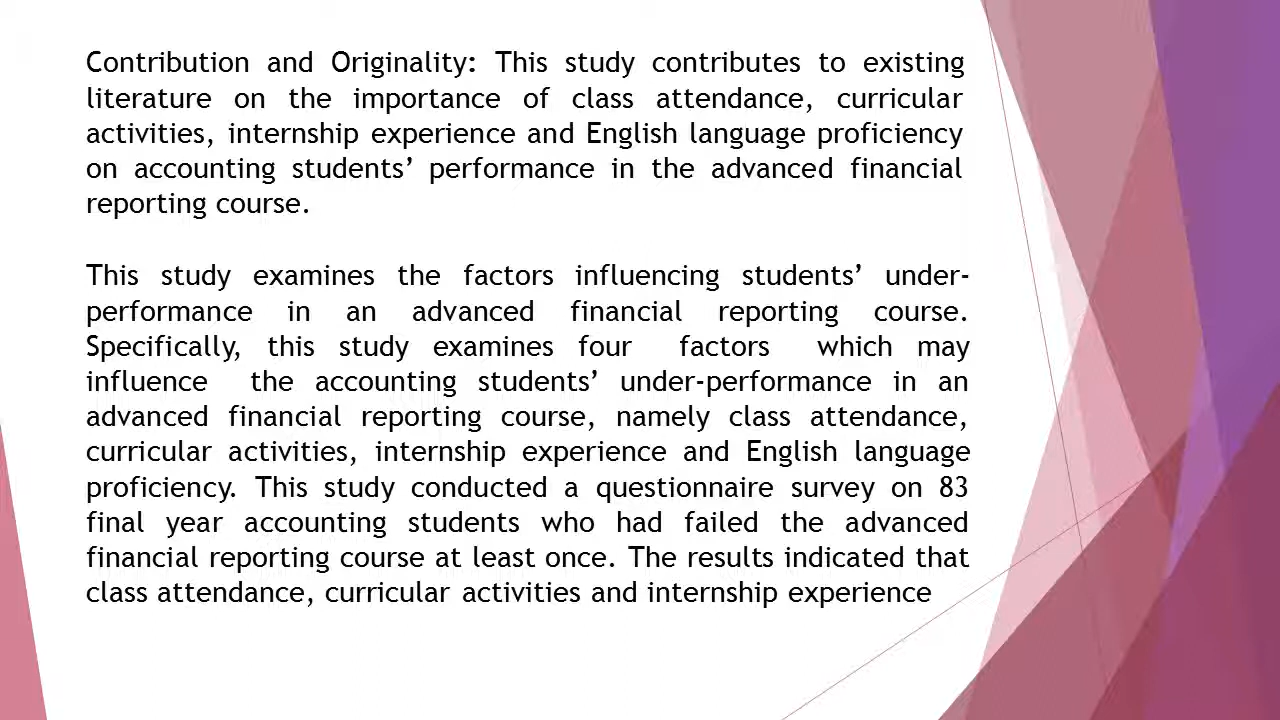 Contribution and Originality: This study contributes to existing
literature on the importance of class attendance, curricular
activities, internship experience and English language proficiency
on accounting students’ performance in the advanced financial
reporting course.
This study examines the factors influencing students’ under-
performance in an advanced financial reporting course.
Specifically, this study examines four factors which may
influence the accounting students’ under-performance in an
advanced financial reporting course, namely class attendance,
curricular activities, internship experience and English language
proficiency. This study conducted a questionnaire survey on 83
final year accounting students who had failed the advanced
financial reporting course at least once. The results indicated that
class attendance, curricular activities and internship experience